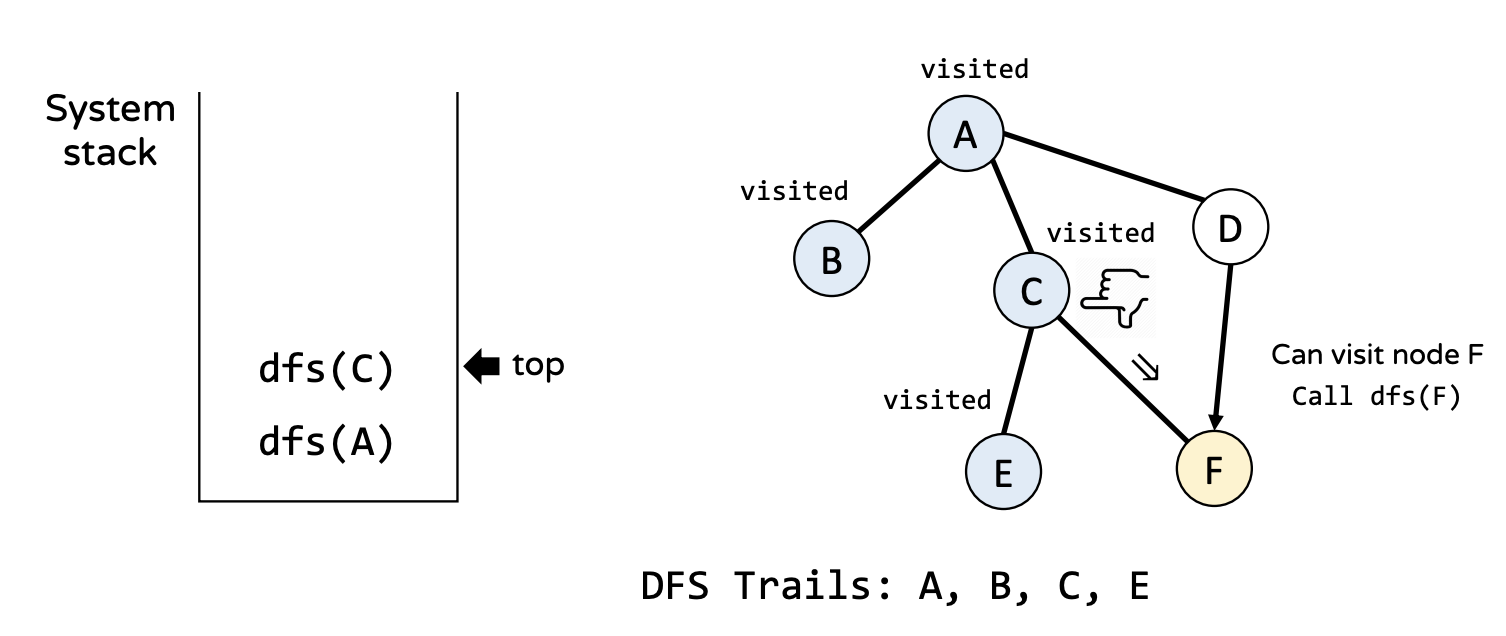 System
stack
dfs(C)
top
dfs(A)
visited
A
visited
B
visited
C
D
visited
E
F
Can visit node F
Call dfs(F)
DFS Trails: A, B, C, E